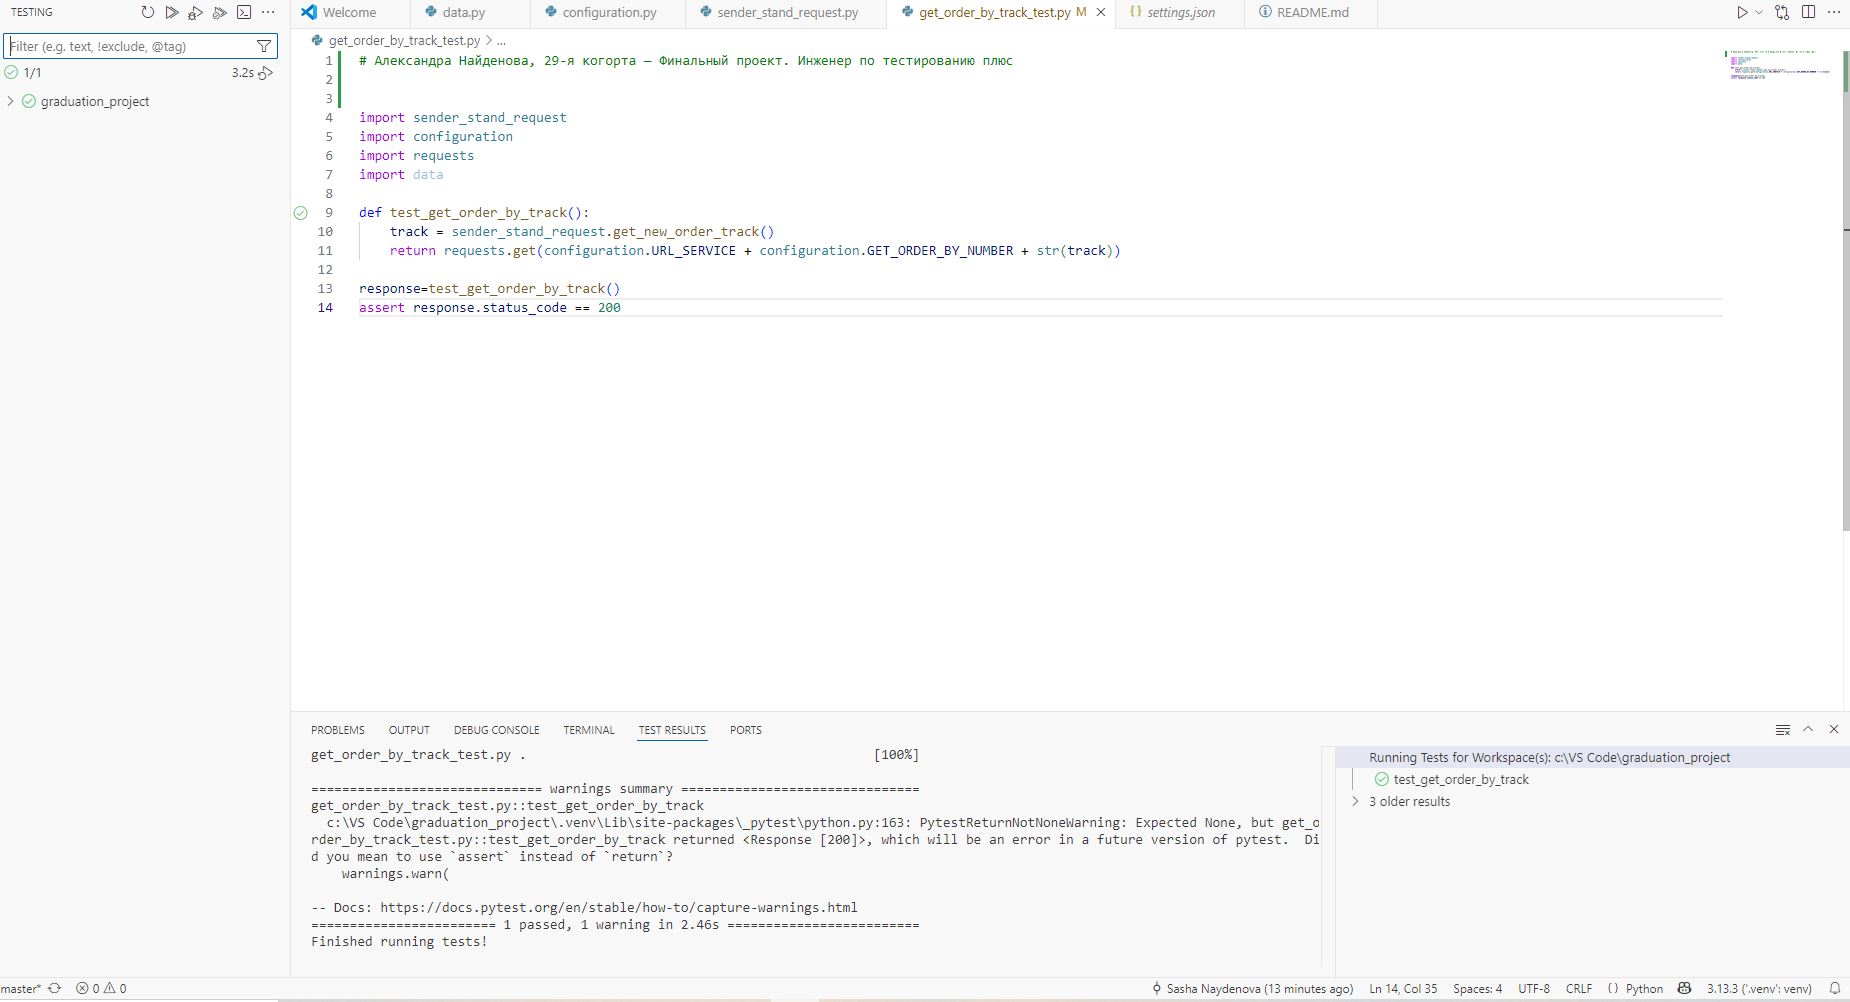 TESTING
Filter (e.g. text, !exclude, @tag)
1/1 3.2s
graduation_project
Welcome data.py configuration.py sender_stand_request.py get_order_by_track_test.py M settings.json README.md
get_order_by_track_test.py > ...
1 # Александра Найденова, 29-я когорта — Финальный проект. Инженер по тестированию плюс
2
3
4 import sender_stand_request
5 import configuration
6 import requests
7 import data
8
9 def test_get_order_by_track():
10 track = sender_stand_request.get_new_order_track()
11 return requests.get(configuration.URL_SERVICE + configuration.GET_ORDER_BY_NUMBER + str(track))
12
13 response=test_get_order_by_track()
14 assert response.status_code == 200
PROBLEMS OUTPUT DEBUG CONSOLE TERMINAL TEST RESULTS PORTS
get_order_by_track_test.py . [100%]
============================== warnings summary ===============================
get_order_by_track_test.py::test_get_order_by_track
c:\VS Code\graduation_project\.venv\Lib\site-packages\_pytest\python.py:163: PytestReturnNotNoneWarning: Expected None, but get_o
rder_by_track_test.py::test_get_order_by_track returned <Response [200]>, which will be an error in a future version of pytest.  Di
d you mean to use `assert` instead of `return`?
warnings.warn(
-- Docs: https://docs.pytest.org/en/stable/how-to/capture-warnings.html
======================== 1 passed, 1 warning in 2.46s =========================
Finished running tests!
Running Tests for Workspace(s): c:\VS Code\graduation_project
test_get_order_by_track
3 older results
master* 0 0 Sasha Naydenova (13 minutes ago) Ln 14, Col 35 Spaces: 4 UTF-8 CRLF {} Python 3.13.3 ('.venv': venv)